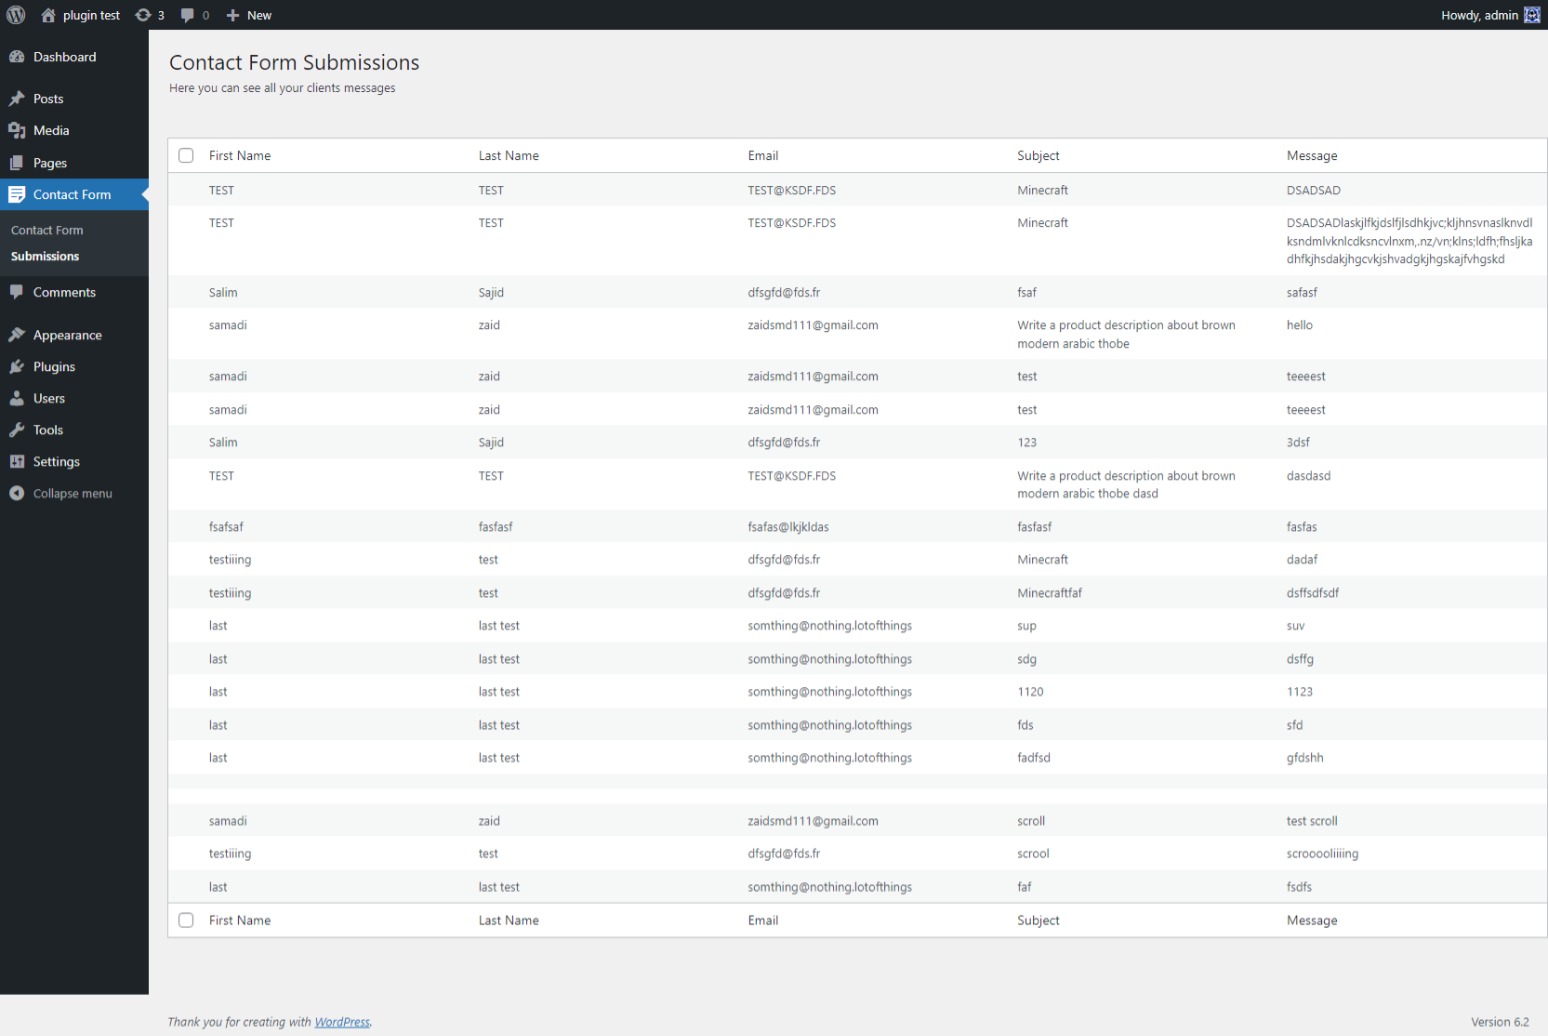 plugin test 3 0 New Howdy, admin
Dashboard
Posts
Media
Pages
Contact Form
Contact Form
Submissions
Comments
Appearance
Plugins
Users
Tools
Settings
Collapse menu
Contact Form Submissions
Here you can see all your clients messages
First Name Last Name Email Subject Message
TEST TEST TEST@KSDF.FDS Minecraft DSADSAD
TEST TEST TEST@KSDF.FDS Minecraft DSADSADlaskjlfkjdslfjlsdhkjvc;kljhnsvnaslknvdl
ksndmlvknlcdksncvlnxm,.nz/vn;klns;ldfh;fhsljka
dhfkjhsdakjhgcvkjshvadgkjhgskajfvhgskd
Salim Sajid dfsgfd@fds.fr fsaf safasf
samadi zaid zaidsmd111@gmail.com Write a product description about brown hello
modern arabic thobe
samadi zaid zaidsmd111@gmail.com test teeeest
samadi zaid zaidsmd111@gmail.com test teeeest
Salim Sajid dfsgfd@fds.fr 123 3dsf
TEST TEST TEST@KSDF.FDS Write a product description about brown dasdasd
modern arabic thobe dasd
fsafsaf fasfasf fsafas@lkjkldas fasfasf fasfas
testiiing test dfsgfd@fds.fr Minecraft dadaf
testiiing test dfsgfd@fds.fr Minecraftfaf dsffsdfsdf
last last test somthing@nothing.lotofthings sup suv
last last test somthing@nothing.lotofthings sdg dsffg
last last test somthing@nothing.lotofthings 1120 1123
last last test somthing@nothing.lotofthings fds sfd
last last test somthing@nothing.lotofthings fadfsd gfdshh
samadi zaid zaidsmd111@gmail.com scroll test scroll
testiiing test dfsgfd@fds.fr scrool scrooooliiiing
last last test somthing@nothing.lotofthings faf fsdfs
First Name Last Name Email Subject Message
Thank you for creating with WordPress. Version 6.2